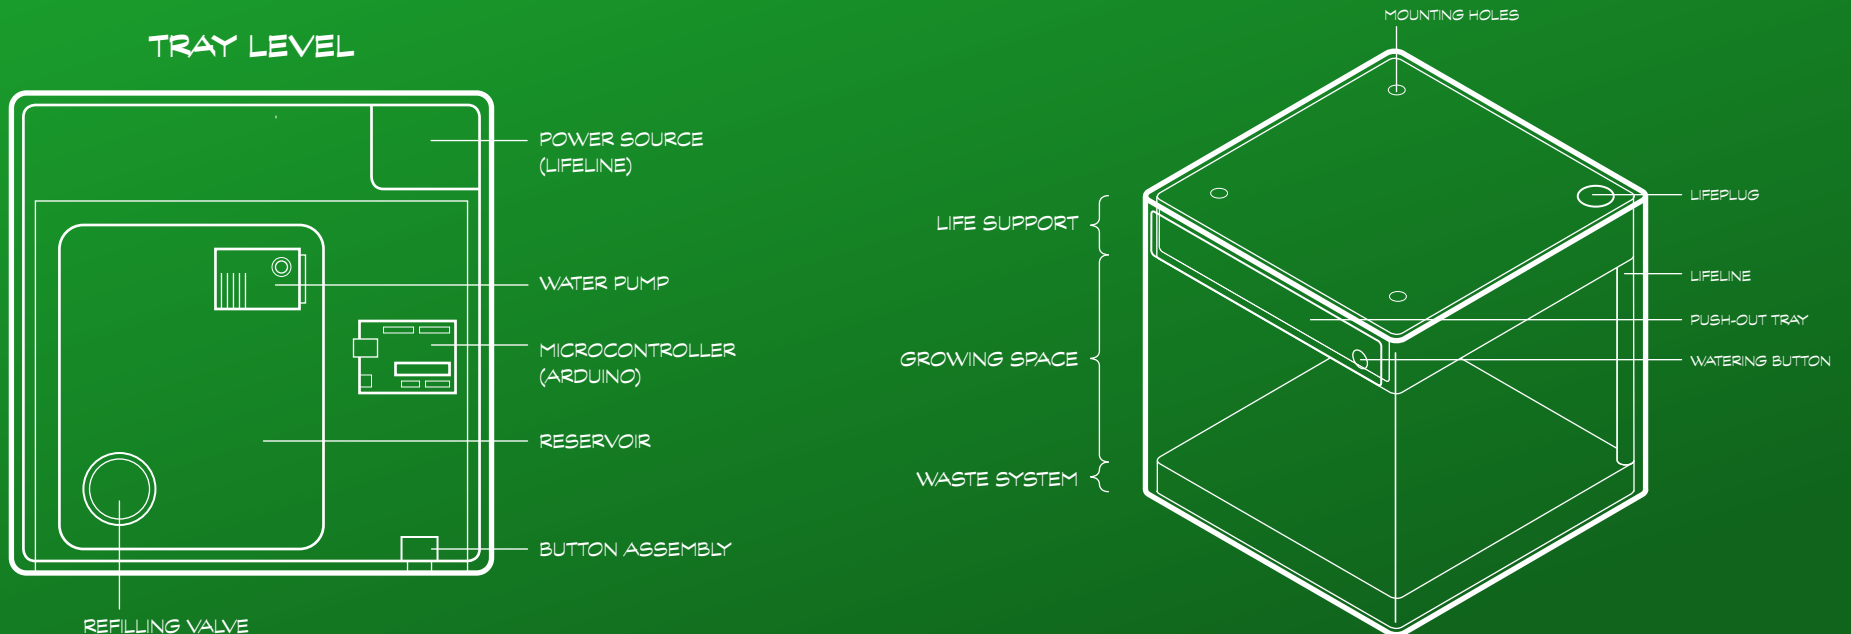 TRAY LEVEL
POWER SOURCE
(LIFELINE)
WATER PUMP
MICROCONTROLLER
(ARDUINO)
RESERVOIR
BUTTON ASSEMBLY
REFILLING VALVE
MOUNTING HOLES
LIFE SUPPORT
GROWING SPACE
WASTE SYSTEM
LIFEPLUG
LIFELINE
PUSH-OUT TRAY
WATERING BUTTON